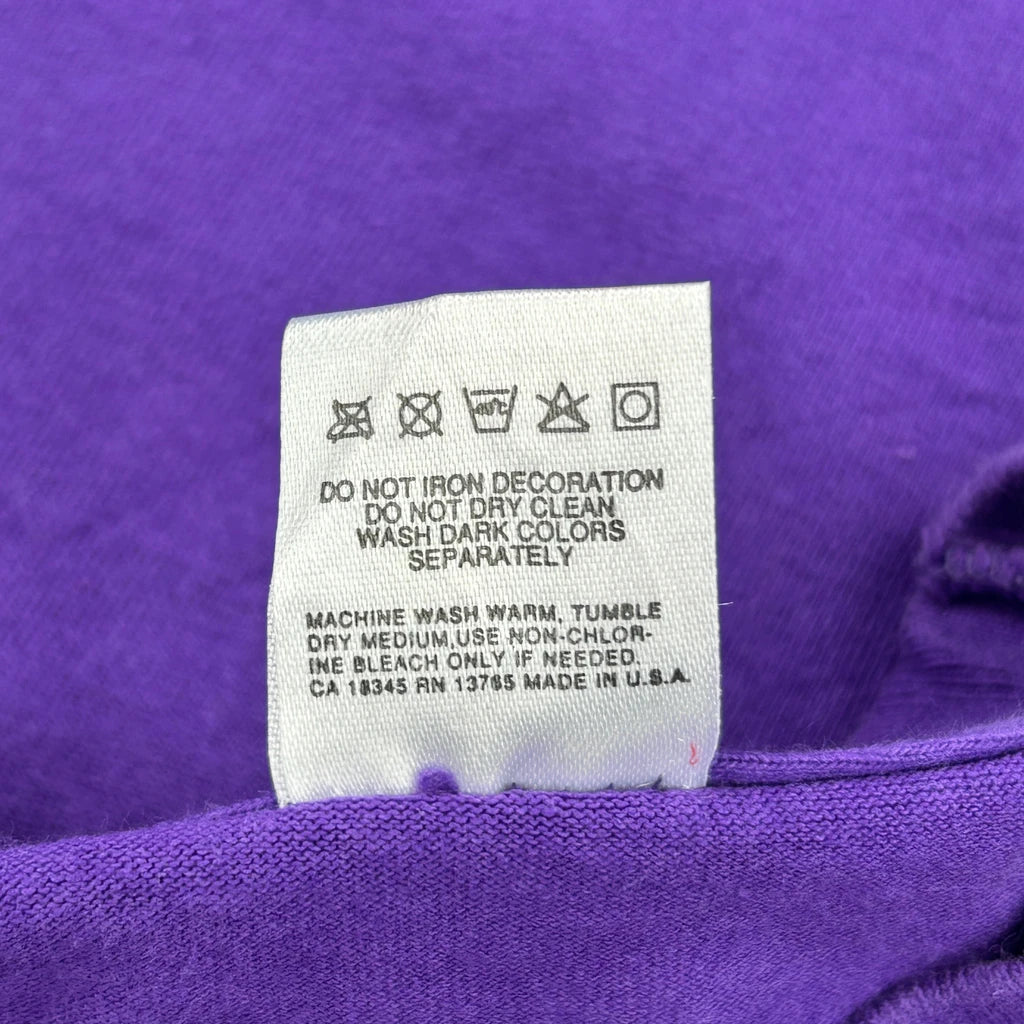 DO NOT IRON DECORATION
DO NOT DRY CLEAN
WASH DARK COLORS
SEPARATELY
MACHINE WASH WARM, TUMBLE
DRY MEDIUM,USE NON-CHLOR-
INE BLEACH ONLY IF NEEDED.
CA 18345 RN 13765 MADE IN U.S.A.